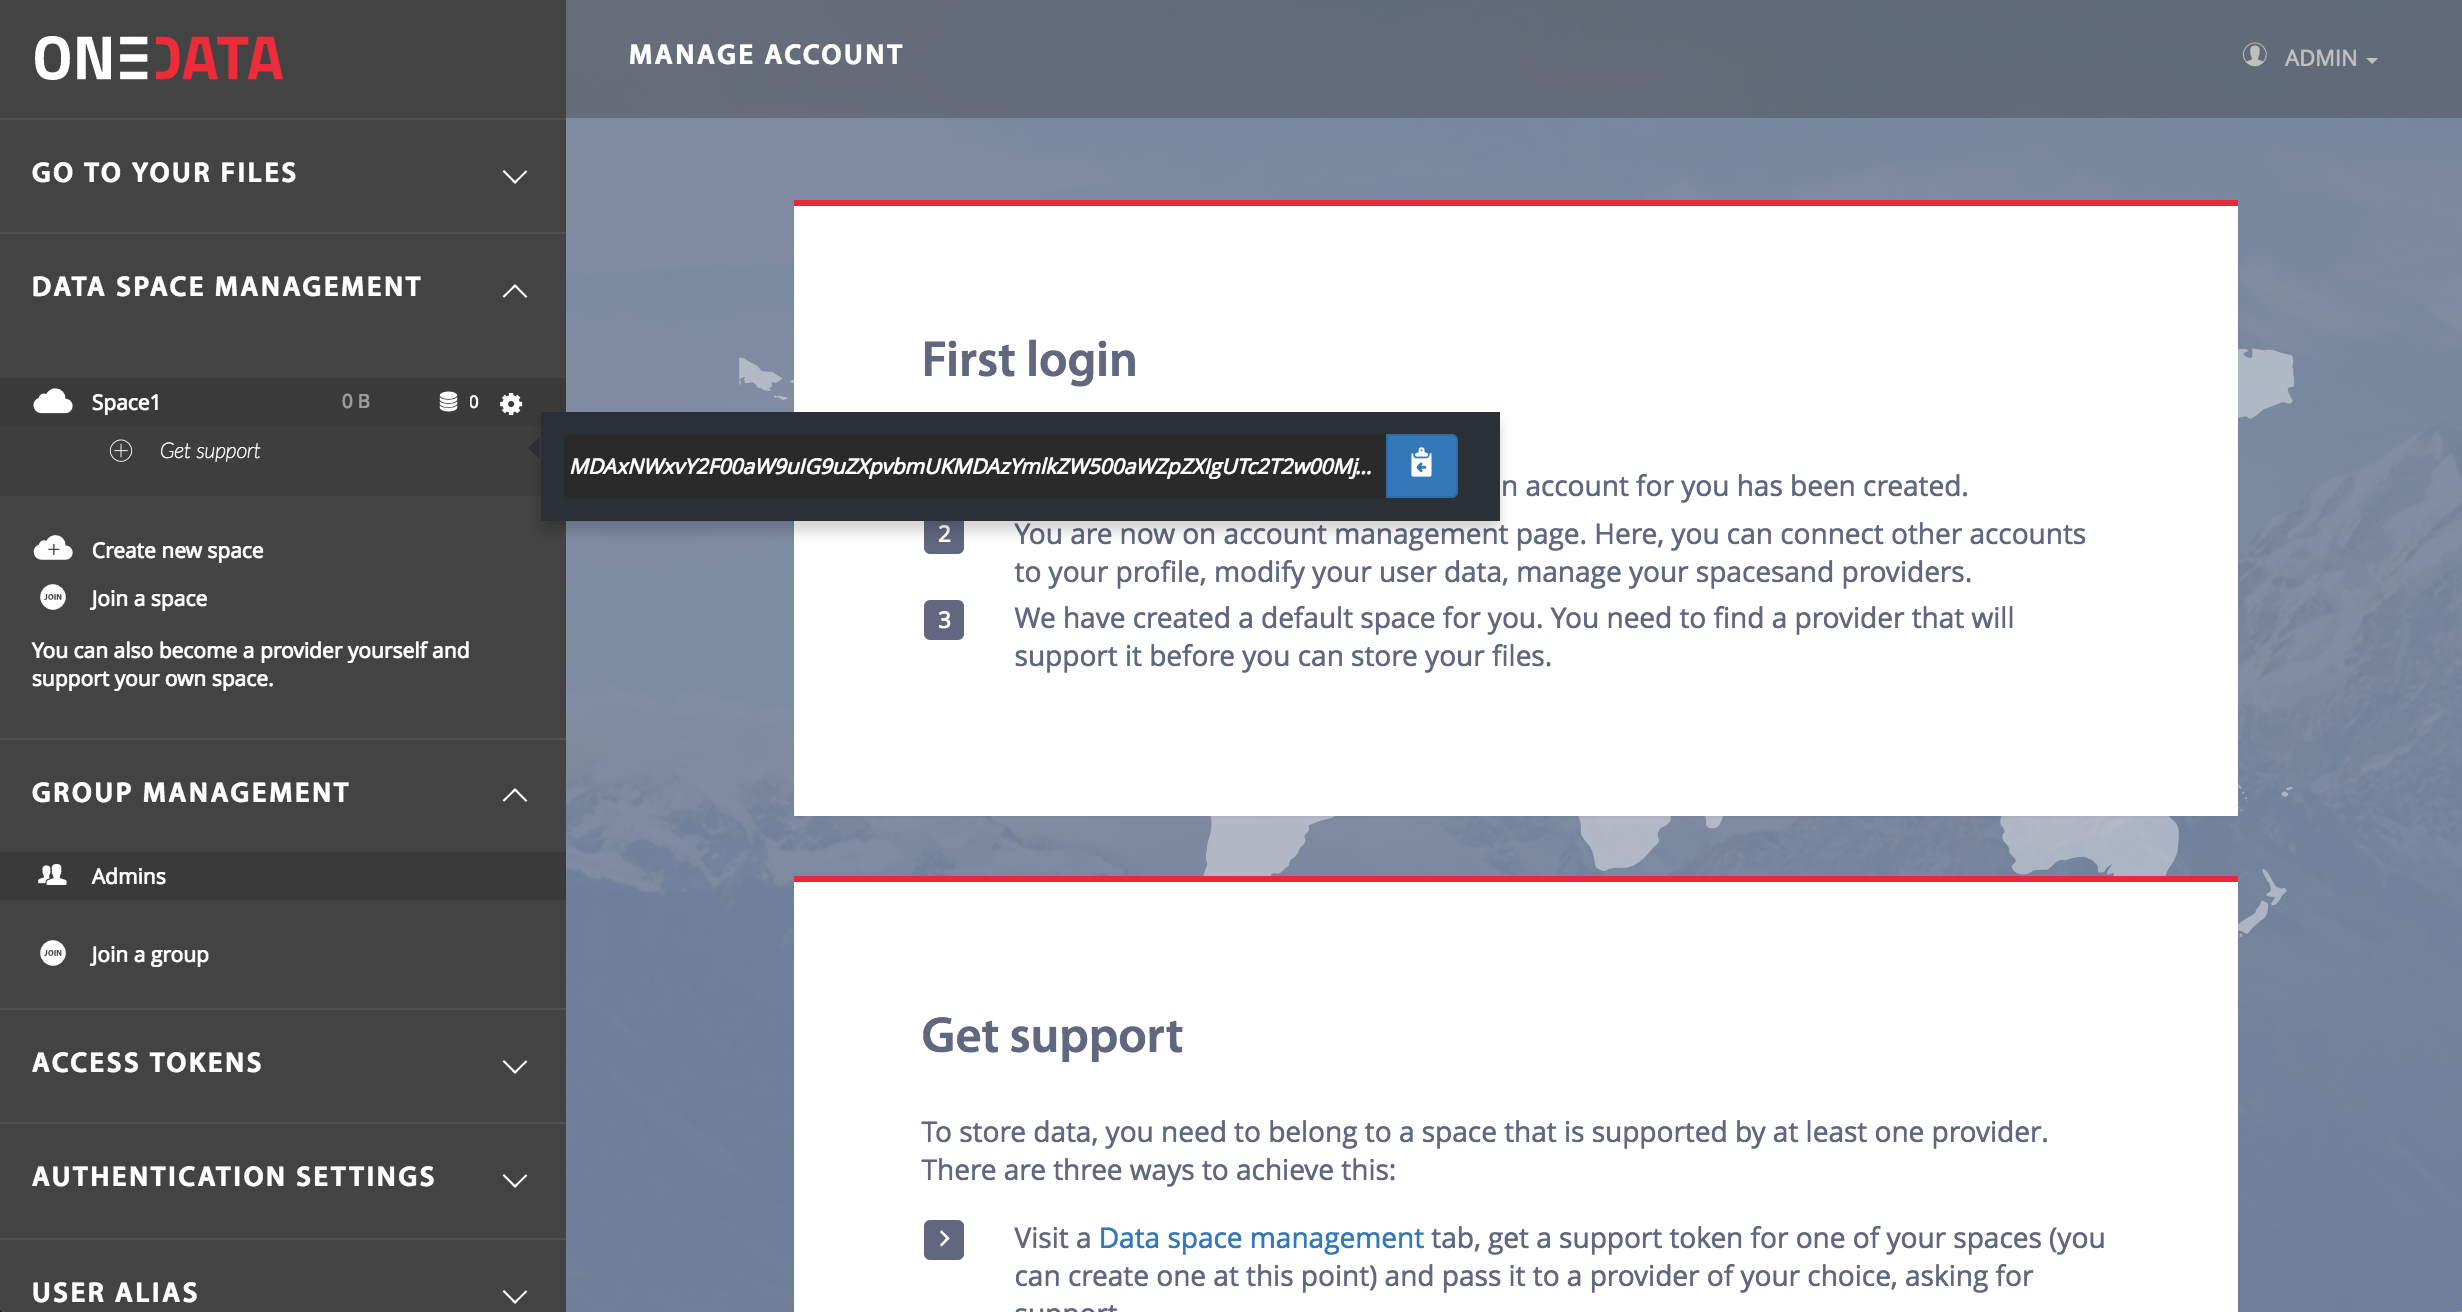 ONEDATA
MANAGE ACCOUNT
ADMIN
GO TO YOUR FILES
DATA SPACE MANAGEMENT
Space1 0 B 0
Get support
MDAxNWxvY2F00aW9uIG9uZXpvbmUKMDAzYmlkZW500aWZpZXIgUTc2T2w00Mj...
Create new space
JOIN Join a space
You can also become a provider yourself and
support your own space.
GROUP MANAGEMENT
Admins
JOIN Join a group
ACCESS TOKENS
AUTHENTICATION SETTINGS
USER ALIAS
First login
n account for you has been created.
2 You are now on account management page. Here, you can connect other accounts
to your profile, modify your user data, manage your spacesand providers.
3 We have created a default space for you. You need to find a provider that will
support it before you can store your files.
Get support
To store data, you need to belong to a space that is supported by at least one provider.
There are three ways to achieve this:
Visit a Data space management tab, get a support token for one of your spaces (you
can create one at this point) and pass it to a provider of your choice, asking for
support